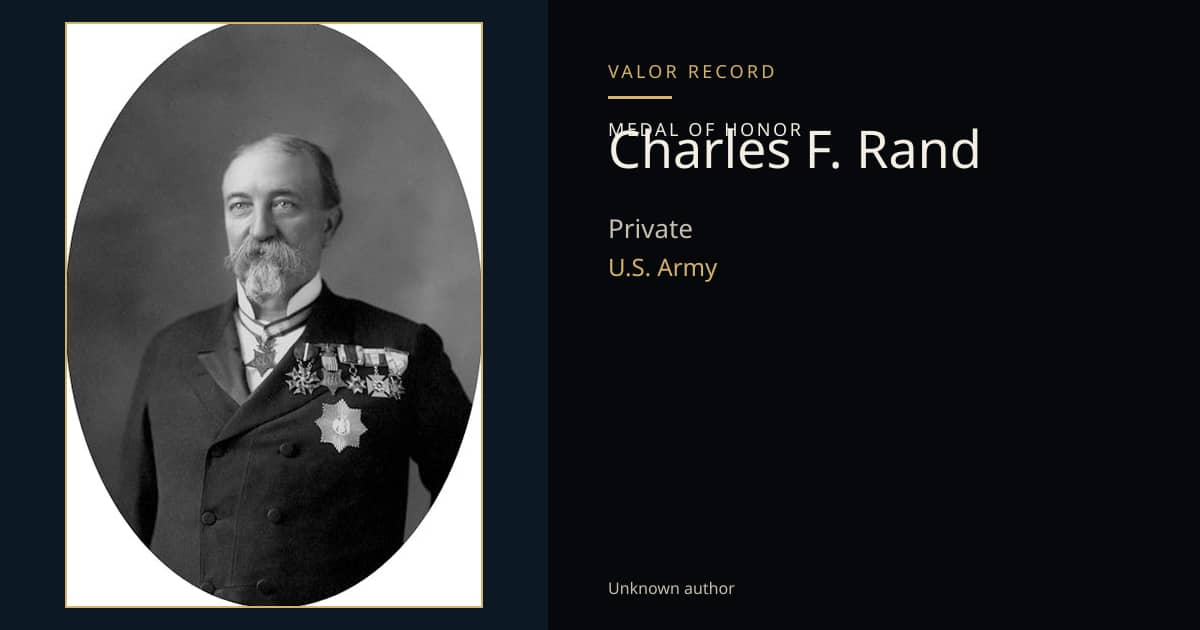 VALOR RECORD
MEDAL OF HONOR
Charles F. Rand
Private
U.S. Army
Unknown author